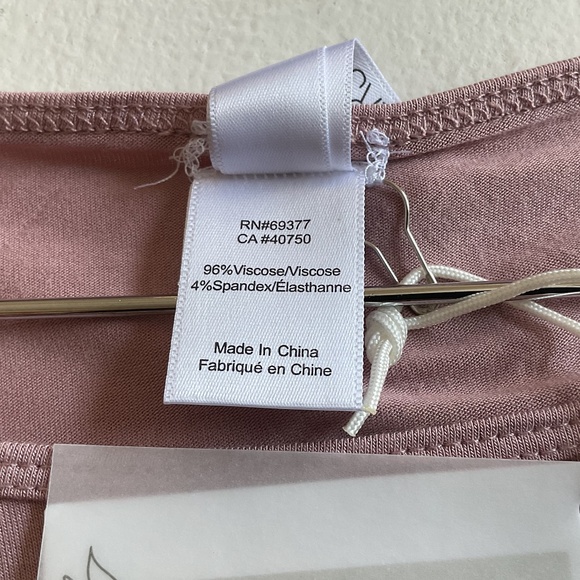 RN#69377
CA #40750
96%Viscose/Viscose
4%Spandex/Élasthanne
Made In China
Fabriqué en Chine